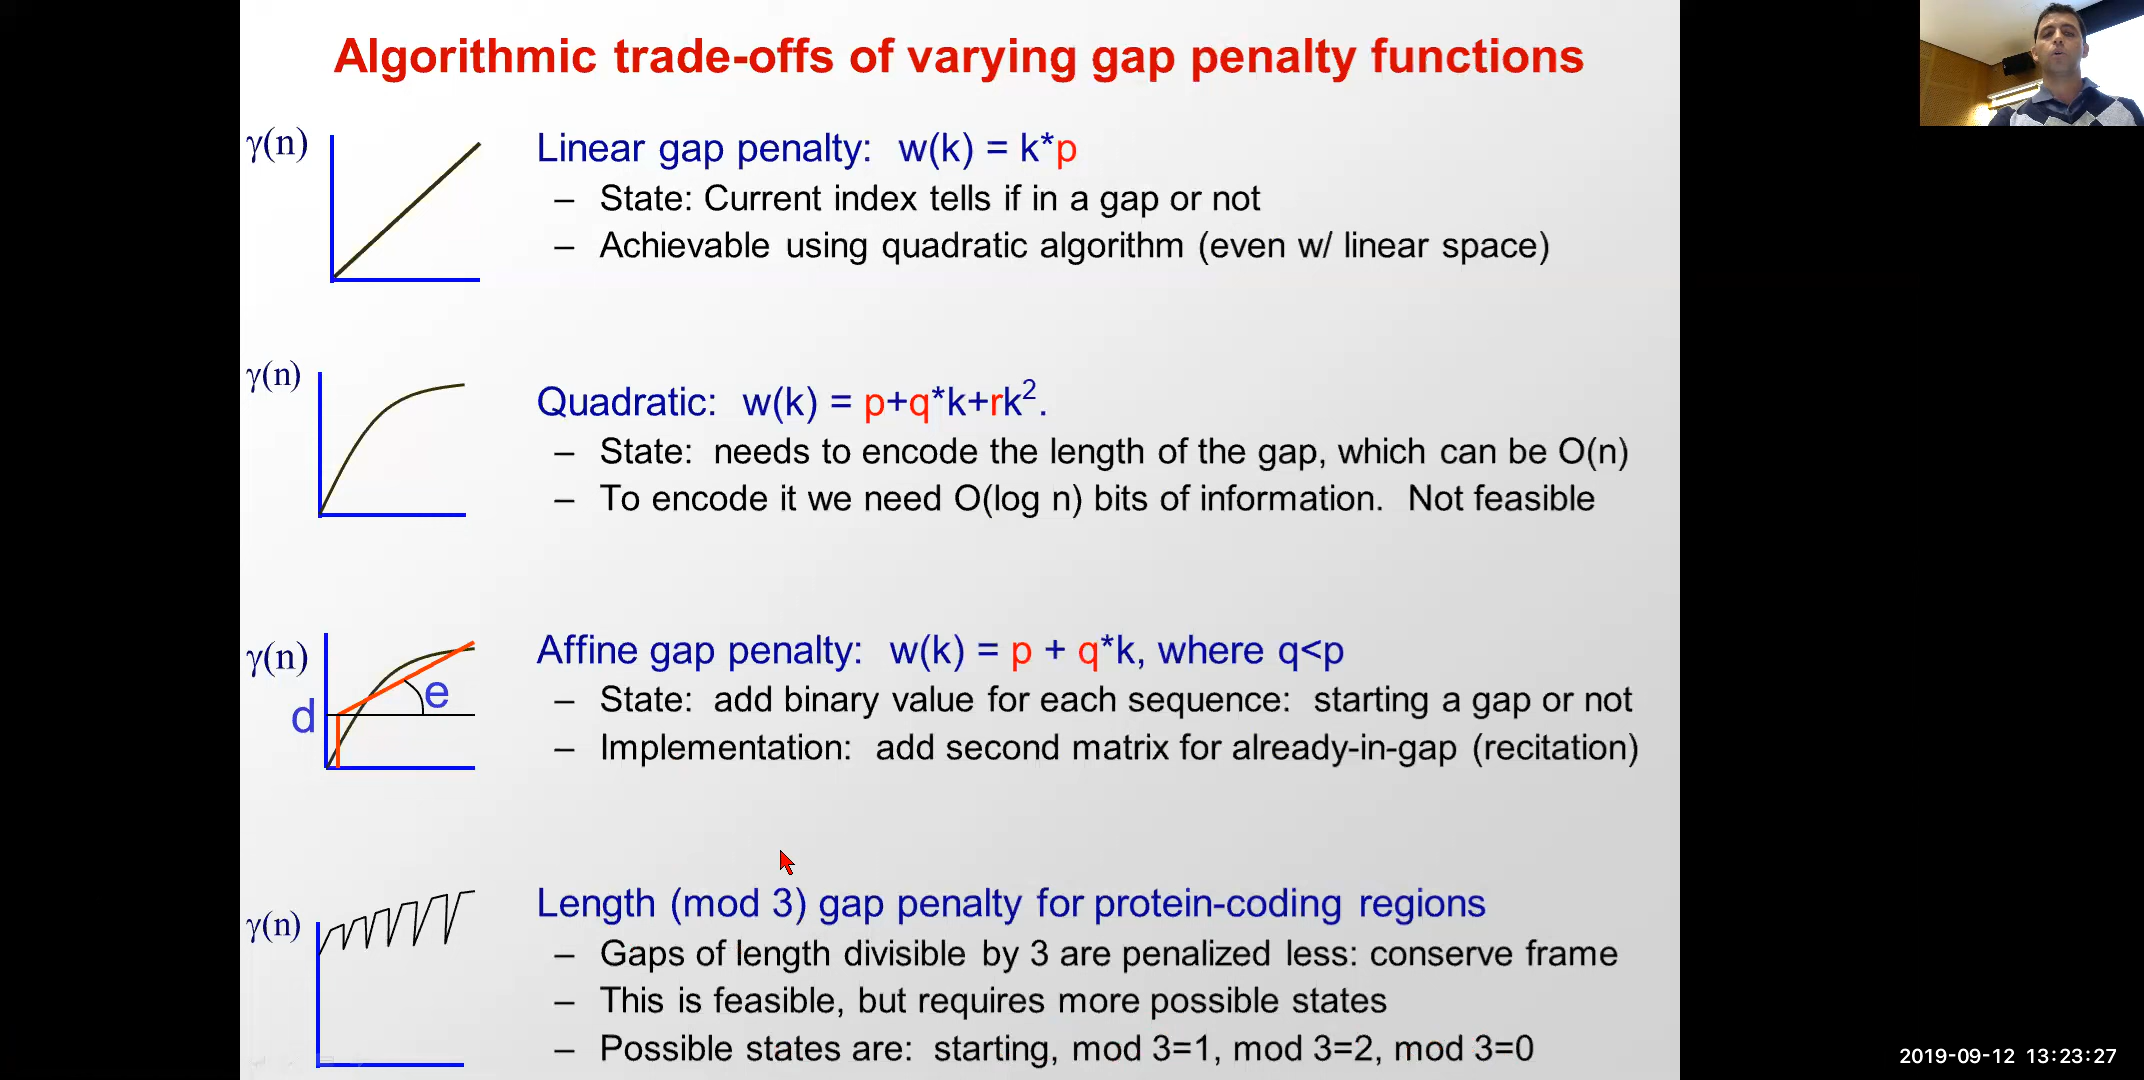 Algorithmic trade-offs of varying gap penalty functions
γ(n)
Linear gap penalty: w(k) = k*p
– State: Current index tells if in a gap or not
– Achievable using quadratic algorithm (even w/ linear space)
γ(n)
Quadratic: w(k) = p+q*k+rk².
– State: needs to encode the length of the gap, which can be O(n)
– To encode it we need O(log n) bits of information. Not feasible
γ(n)
d
e
Affine gap penalty: w(k) = p + q*k, where q<p
– State: add binary value for each sequence: starting a gap or not
– Implementation: add second matrix for already-in-gap (recitation)
γ(n)
Length (mod 3) gap penalty for protein-coding regions
– Gaps of length divisible by 3 are penalized less: conserve frame
– This is feasible, but requires more possible states
– Possible states are: starting, mod 3=1, mod 3=2, mod 3=0
2019-09-12 13:23:27